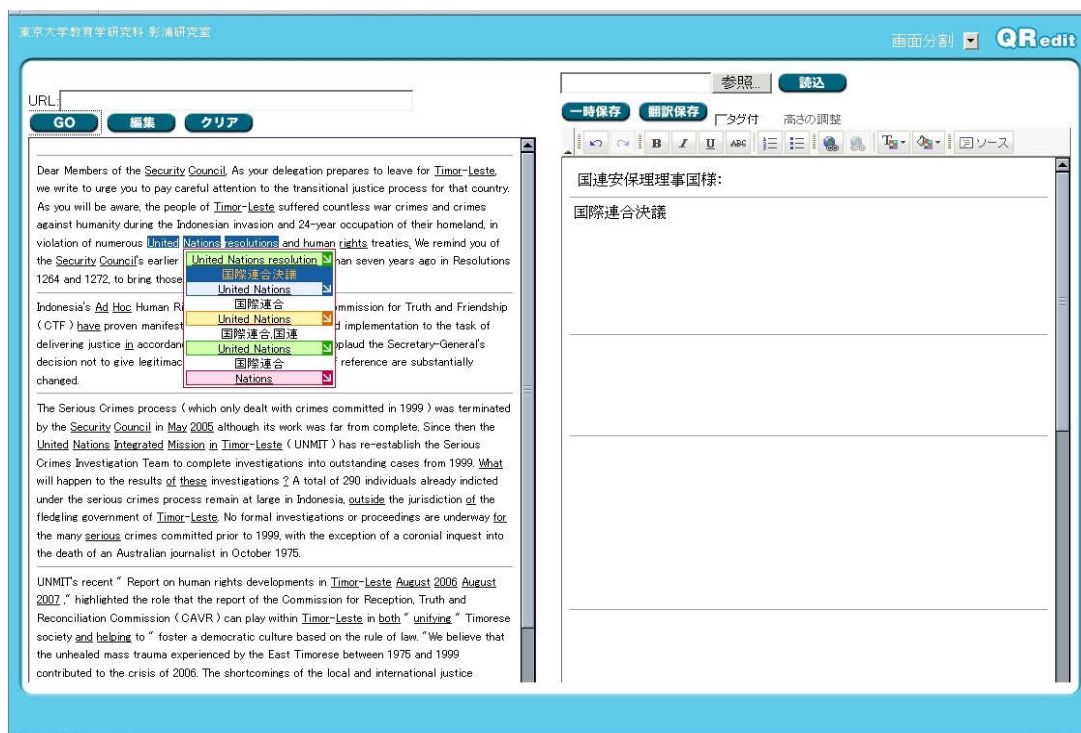 東京大学教育学研究科 影浦研究室
画面分割
QRedit
URL:
GO
編集
クリア
Dear Members of the Security Council. As your delegation prepares to leave for Timor-Leste,
we write to urge you to pay careful attention to the transitional justice process for that country.
As you will be aware, the people of Timor-Leste suffered countless war crimes and crimes
against humanity during the Indonesian invasion and 24-year occupation of their homeland, in
violation of numerous United Nations resolutions and human rights treaties, We remind you of
the Security Council's earlier
han seven years ago in Resolutions
1264 and 1272, to bring those
United Nations resolution
国際連合決議
United Nations
国際連合
United Nations
国際連合,国連
United Nations
国際連合
Nations
Indonesia's Ad Hoc Human Ri
mmission for Truth and Friendship
( CTF ) have proven manifest
d implementation to the task of
delivering justice in accordan
plaud the Secretary-General's
decision not to give legitimac
f reference are substantially
changed.
The Serious Crimes process ( which only dealt with crimes committed in 1999 ) was terminated
by the Security Council in May 2005 although its work was far from complete. Since then the
United Nations Integrated Mission in Timor-Leste ( UNMIT ) has re-establish the Serious
Crimes Investigation Team to complete investigations into outstanding cases from 1999. What
will happen to the results of these investigations ? A total of 290 individuals already indicted
under the serious crimes process remain at large in Indonesia, outside the jurisdiction of the
fledgling government of Timor-Leste. No formal investigations or proceedings are underway for
the many serious crimes committed prior to 1999, with the exception of a coronial inquest into
the death of an Australian journalist in October 1975.
UNMIT's recent " Report on human rights developments in Timor-Leste August 2006 August
2007 ," highlighted the role that the report of the Commission for Reception, Truth and
Reconciliation Commission ( CAVR ) can play within Timor-Leste in both " unifying " Timorese
society and helping to " foster a democratic culture based on the rule of law. "We believe that
the unhealed mass trauma experienced by the East Timorese between 1975 and 1999
contributed to the crisis of 2006. The shortcomings of the local and international justice
参照...
読込
一時保存
翻訳保存
タグ付
高さの調整
B I U ABC
ソース
国連安保理理事国様:
国際連合決議